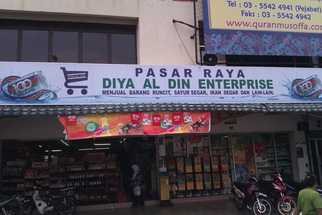 Tel : 03 - 5542 4941 (Pejabat)
Faks : 03 - 5542 4942
www.quranmusoffa.com
PASAR RAYA
DIYA AL DIN ENTERPRISE
MENJUAL BARANG RUNCIT, SAYUR SEGAR, IKAN SEGAR DAN LAIN-LAIN.
100